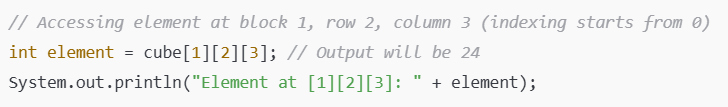 // Accessing element at block 1, row 2, column 3 (indexing starts from 0)
int element = cube[1][2][3]; // Output will be 24
System.out.println("Element at [1][2][3]: " + element);